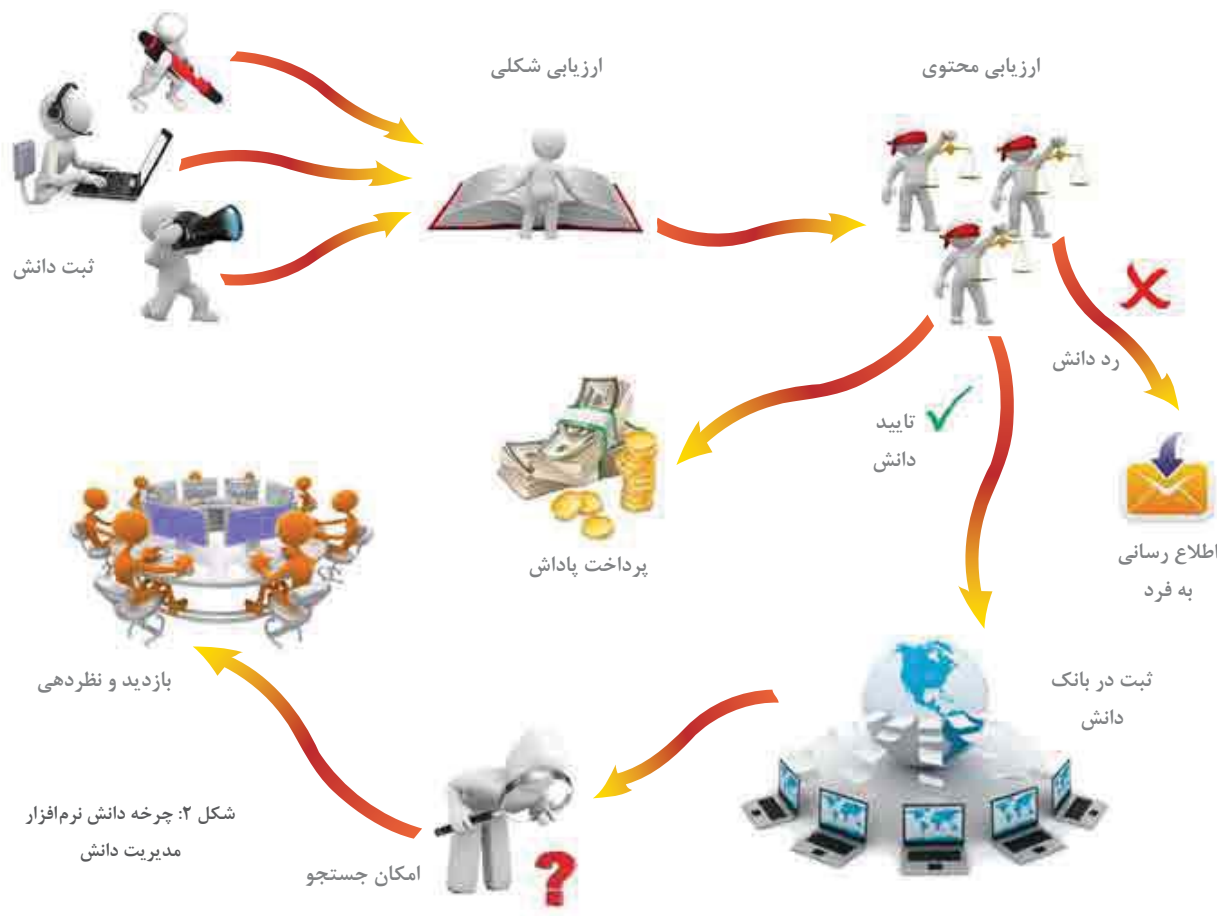 ارزیابی شکلی
ارزیابی محتوی
ثبت دانش
رد دانش
تایید
دانش
اطلاع رسانی
به فرد
پرداخت پاداش
ثبت در بانک
دانش
بازدید و نظردهی
امکان جستجو
شکل ۲: چرخه دانش نرم‌افزار
مدیریت دانش